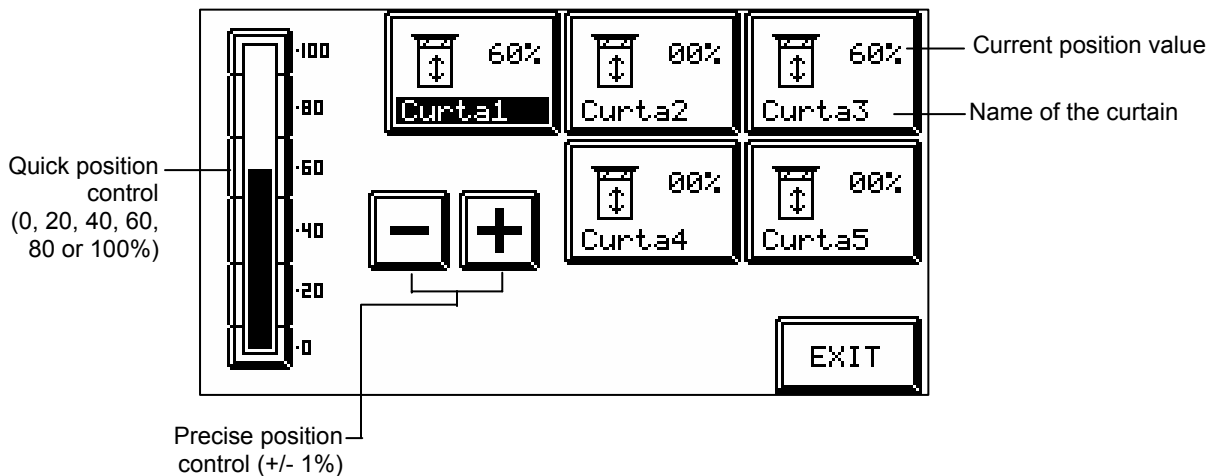 ·100
·80
·60
·40
·20
·0
60%
Curta1
00%
Curta2
60%
Curta3
00%
Curta4
00%
Curta5
EXIT
Current position value
Name of the curtain
Quick position
control
(0, 20, 40, 60,
80 or 100%)
Precise position
control (+/- 1%)